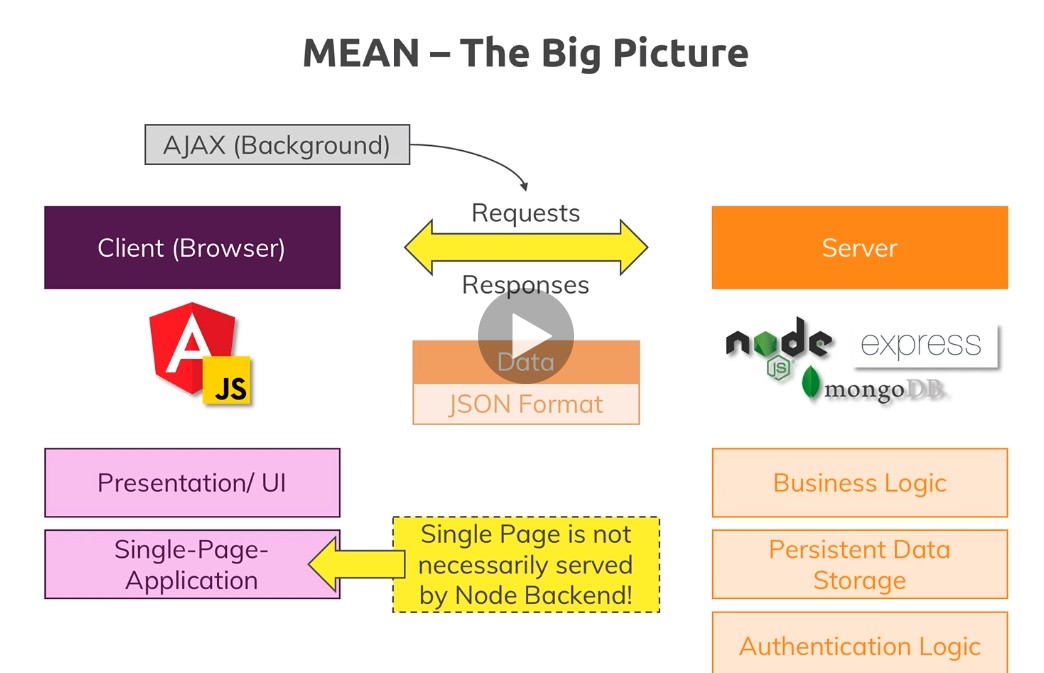 MEAN – The Big Picture
AJAX (Background)
Requests
Client (Browser)
Server
Responses
A
JS
node
JS
express
mongoDB
Data
JSON Format
Presentation/ UI
Business Logic
Single-Page-
Application
Single Page is not
necessarily served
by Node Backend!
Persistent Data
Storage
Authentication Logic